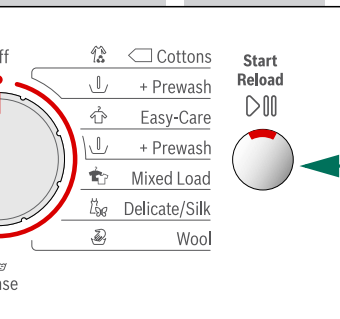 Cottons
+ Prewash
Easy-Care
+ Prewash
Mixed Load
Delicate/Silk
Wool
Start
Reload